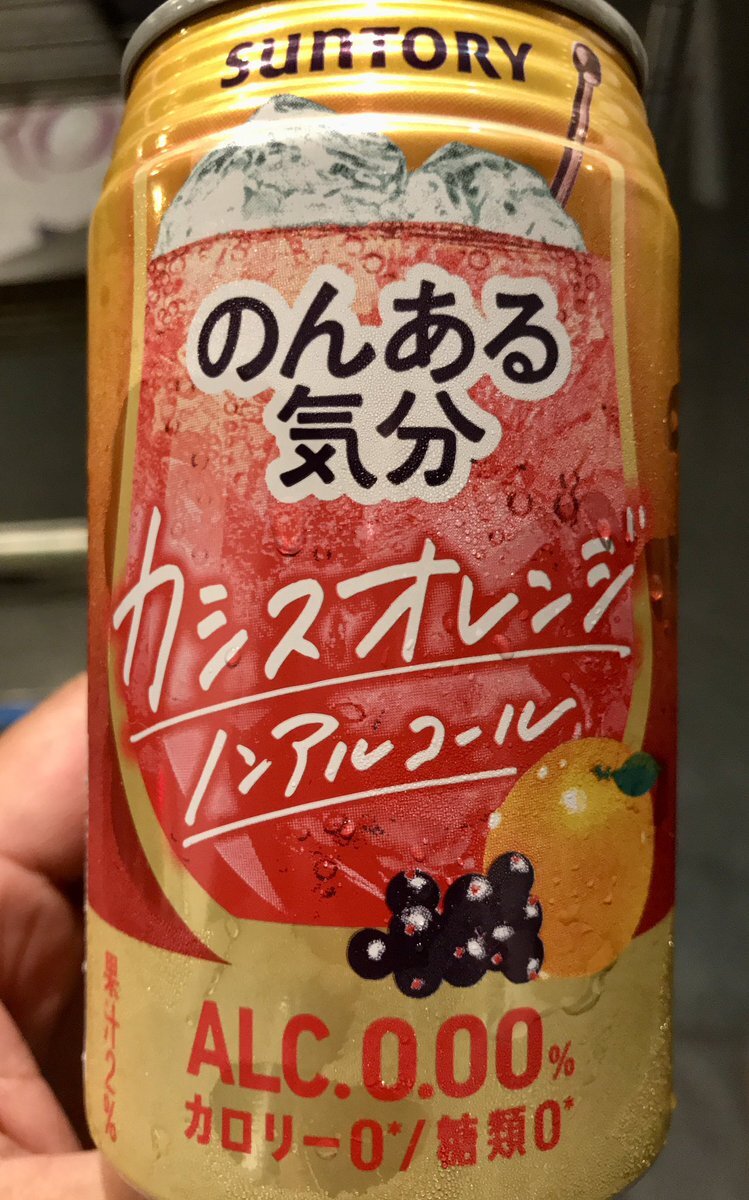 SUNTORY
のんある
気分
カシスオレンジ
ノンアルコール
果汁2%
ALC.0.00%
カロリー0*/糖類0*